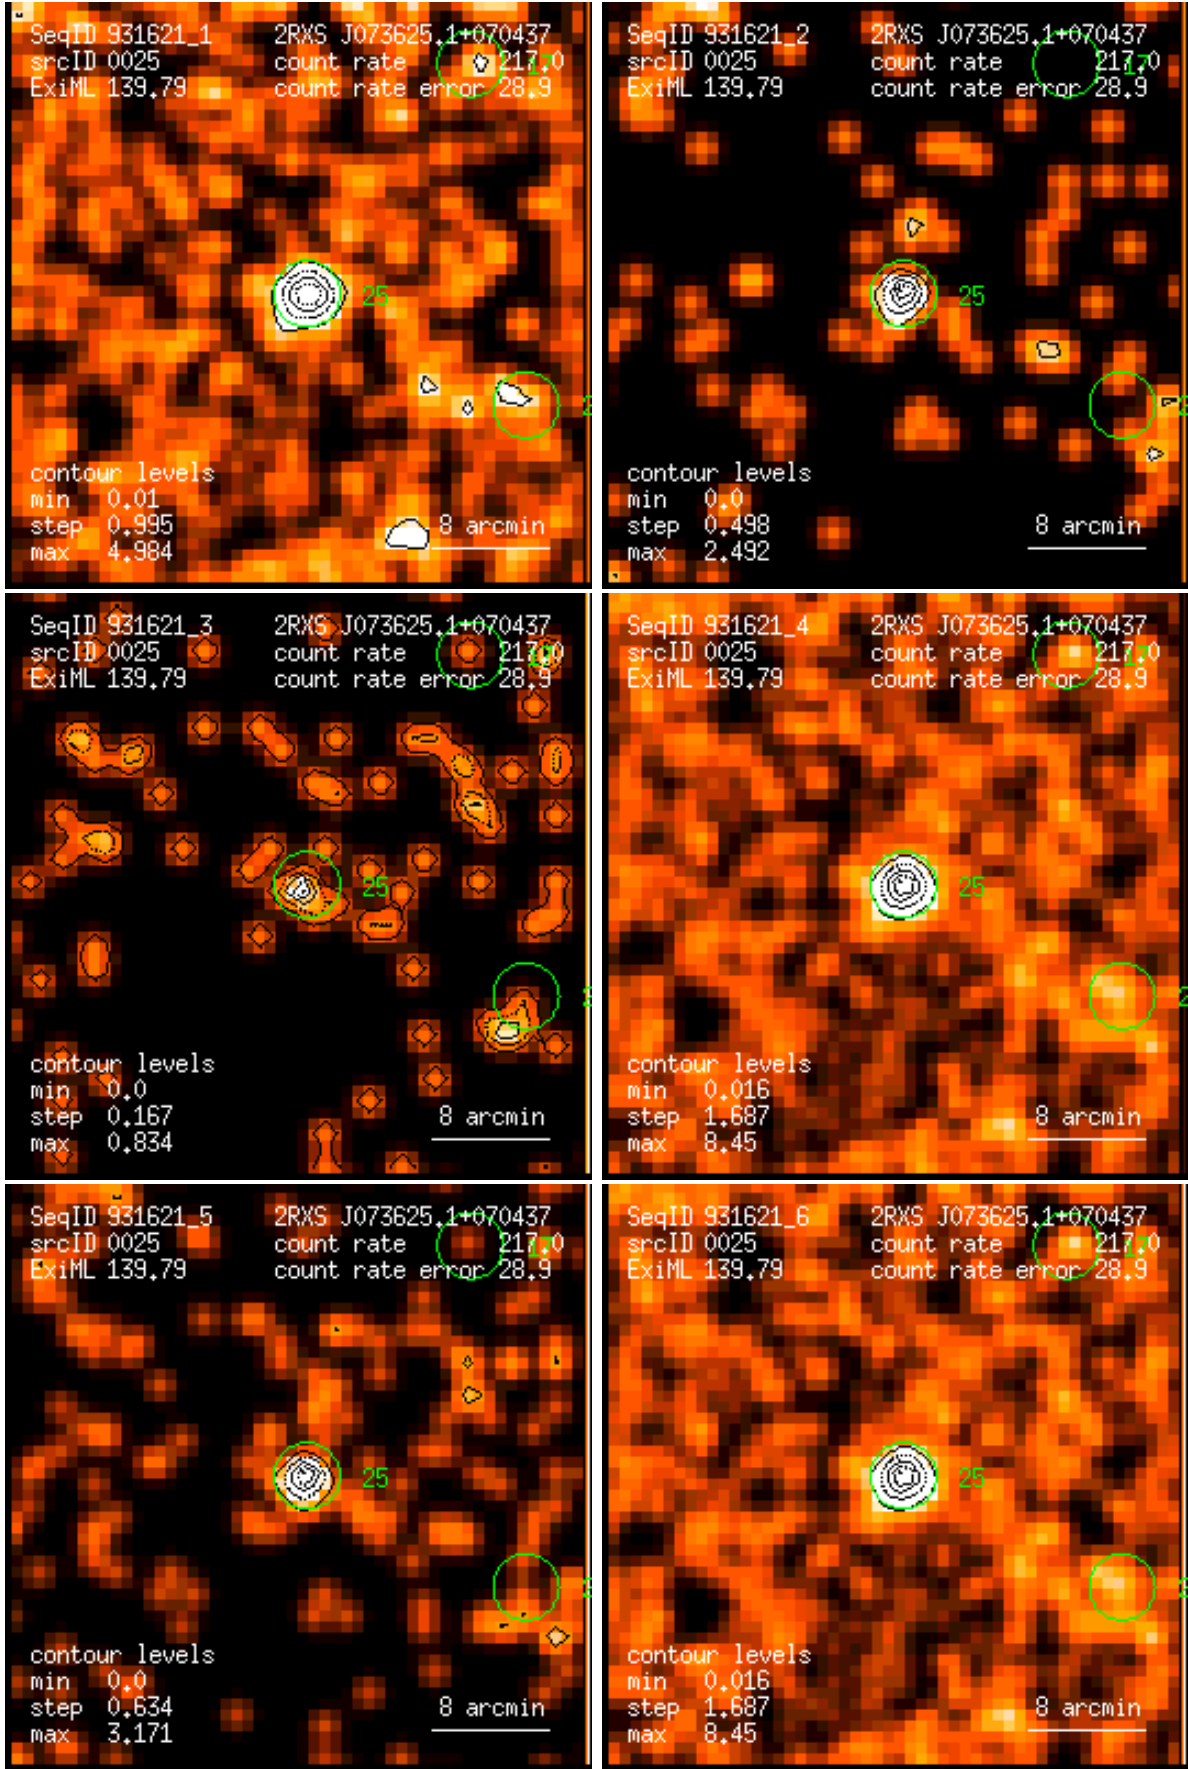 SeqID 931621_1 2RXS J073625.1+070437
srcID 0025 count rate 217.0
ExiML 139.79 count rate error 28.9
17
25
contour levels
min 0.01
step 0.995 8 arcmin
max 4.984
SeqID 931621_2 2RXS J073625.1+070437
srcID 0025 count rate 217.0
ExiML 139.79 count rate error 28.9
17
25
contour levels
min 0.0
step 0.498 8 arcmin
max 2.492
SeqID 931621_3 2RXS J073625.1+070437
srcID 0025 count rate 217.0
ExiML 139.79 count rate error 28.9
25
contour levels
min 0.0
step 0.167 8 arcmin
max 0.834
SeqID 931621_4 2RXS J073625.1+070437
srcID 0025 count rate 217.0
ExiML 139.79 count rate error 28.9
17
25
contour levels
min 0.016
step 1.687 8 arcmin
max 8.45
SeqID 931621_5 2RXS J073625.1+070437
srcID 0025 count rate 217.0
ExiML 139.79 count rate error 28.9
17
25
contour levels
min 0.0
step 0.634 8 arcmin
max 3.171
SeqID 931621_6 2RXS J073625.1+070437
srcID 0025 count rate 217.0
ExiML 139.79 count rate error 28.9
17
25
contour levels
min 0.016
step 1.687 8 arcmin
max 8.45